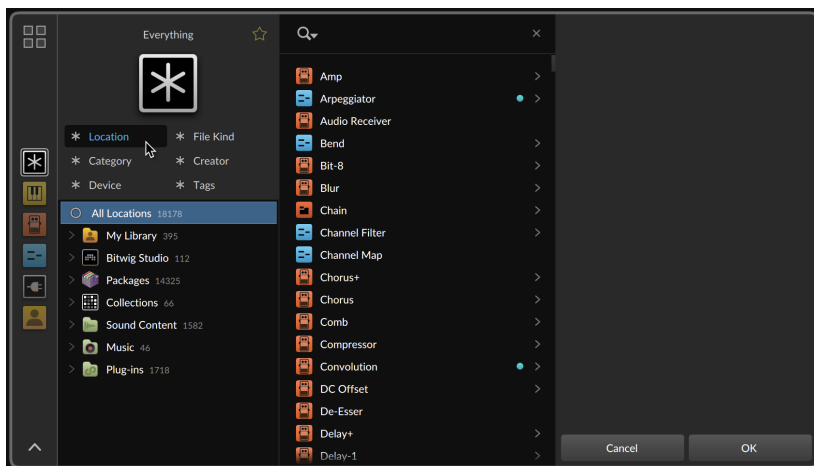 Everything
Location
File Kind
Category
Creator
Device
Tags
All Locations 18178
My Library 395
Bitwig Studio 112
Packages 14325
Collections 66
Sound Content 1582
Music 46
Plug-ins 1718
Amp
Arpeggiator
Audio Receiver
Bend
Bit-8
Blur
Chain
Channel Filter
Channel Map
Chorus+
Chorus
Comb
Compressor
Convolution
DC Offset
De-Esser
Delay+
Delay-1
Cancel
OK